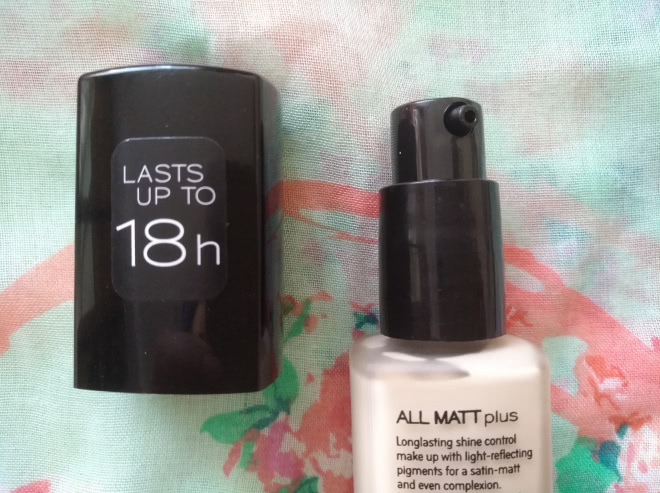 LASTS
UP TO
18h
ALL MATT plus
Longlasting shine control
make up with light-reflecting
pigments for a satin-matt
and even complexion.